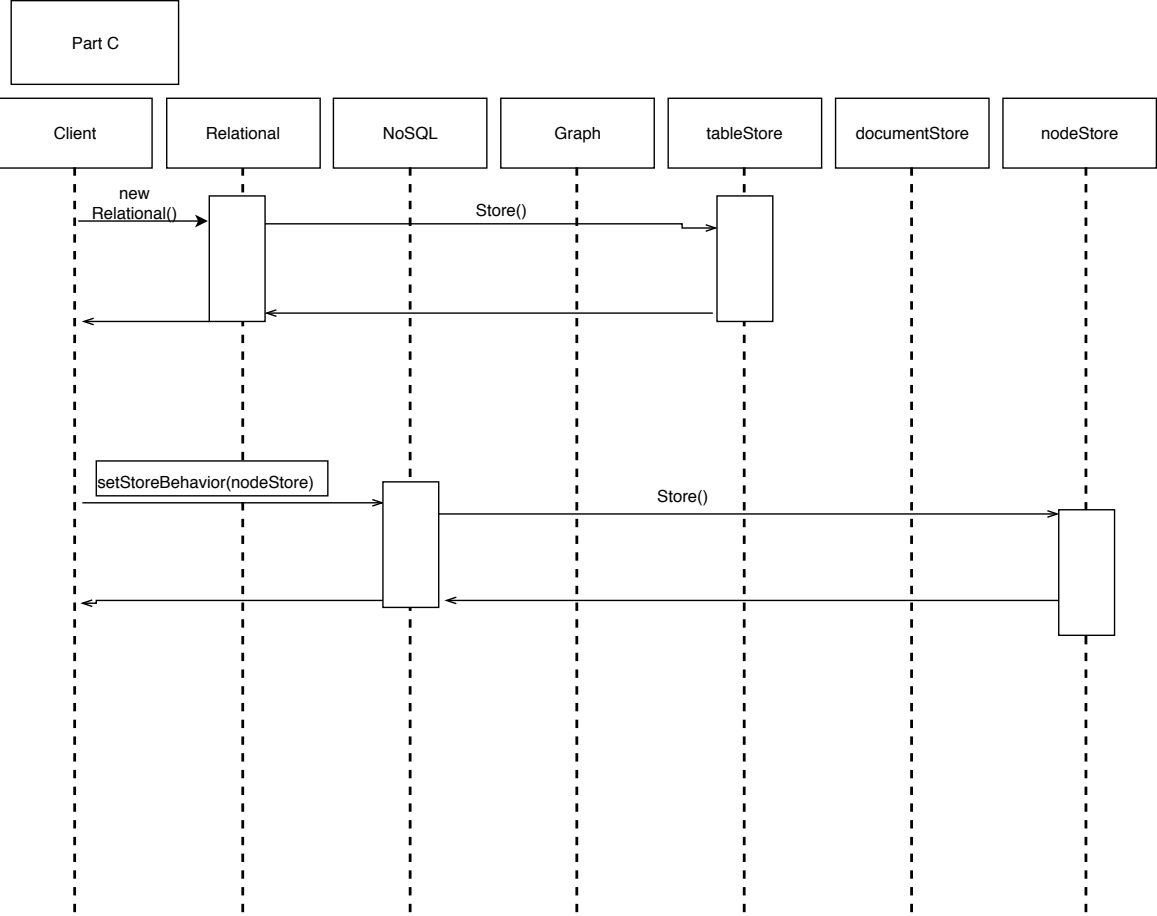 Part C
Client
Relational
NoSQL
Graph
tableStore
documentStore
nodeStore
new
Relational()
Store()
setStoreBehavior(nodeStore)
Store()